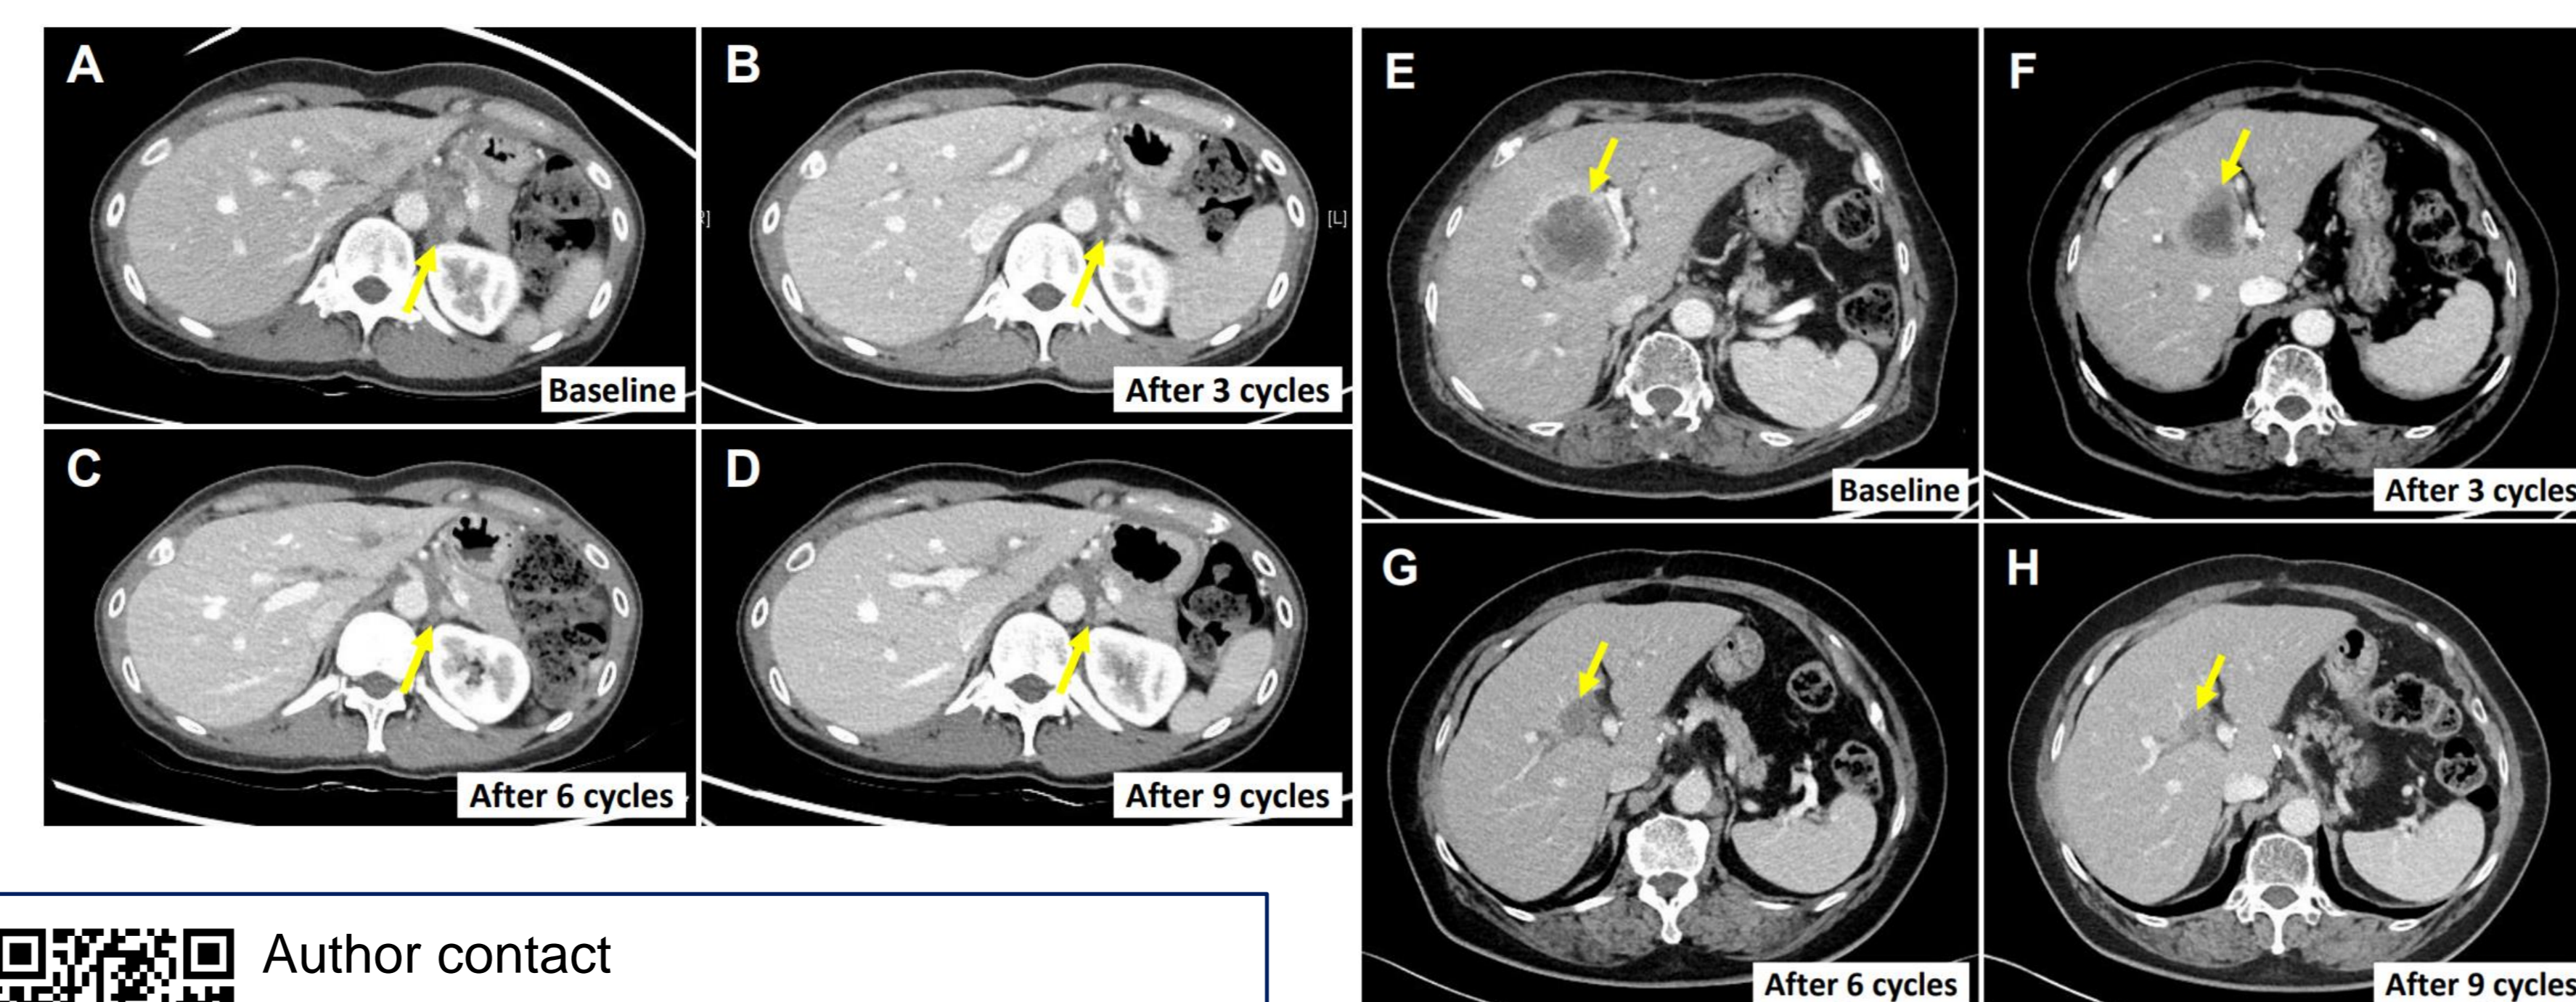 A
Baseline
B
R]
[L]
After 3 cycles
C
After 6 cycles
D
After 9 cycles
E
Baseline
F
After 3 cycles
G
After 6 cycles
H
After 9 cycles
Author contact